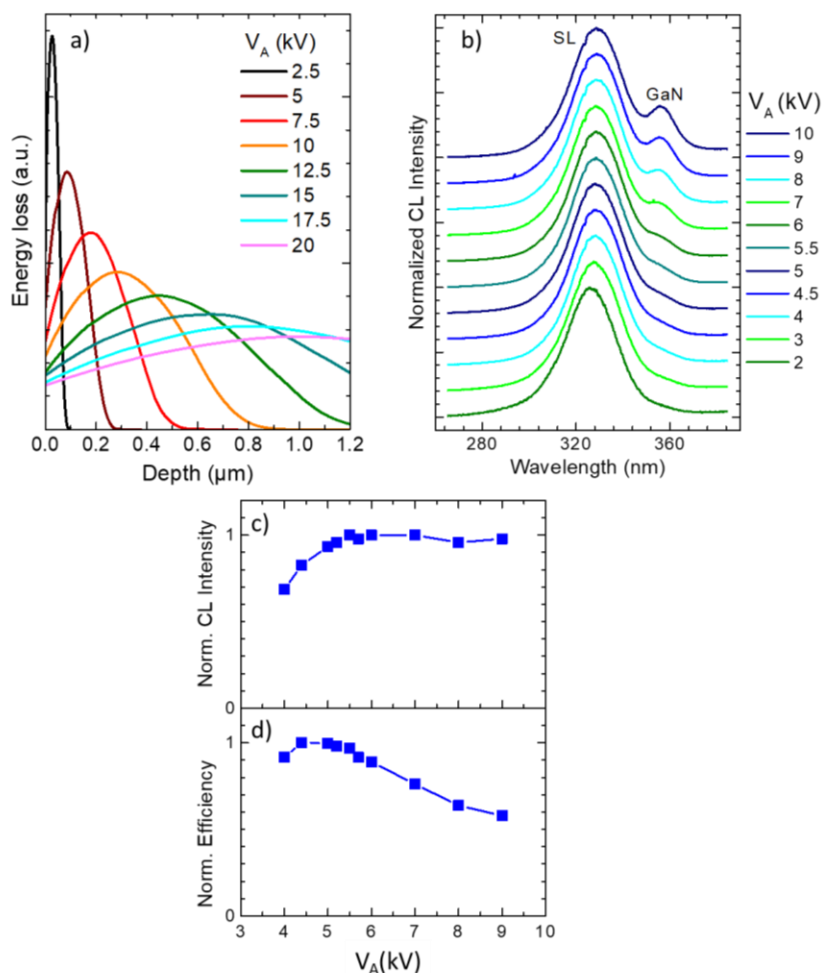 a)
V_A (kV)
2.5
5
7.5
10
12.5
15
17.5
20
Energy loss (a.u.)
0.0 0.2 0.4 0.6 0.8 1.0 1.2
Depth (µm)
b)
SL
GaN
V_A (kV)
10
9
8
7
6
5.5
5
4.5
4
3
2
Normalized CL Intensity
280 320 360
Wavelength (nm)
c)
1
0
Norm. CL Intensity
d)
1
0
Norm. Efficiency
3 4 5 6 7 8 9 10
V_A(kV)